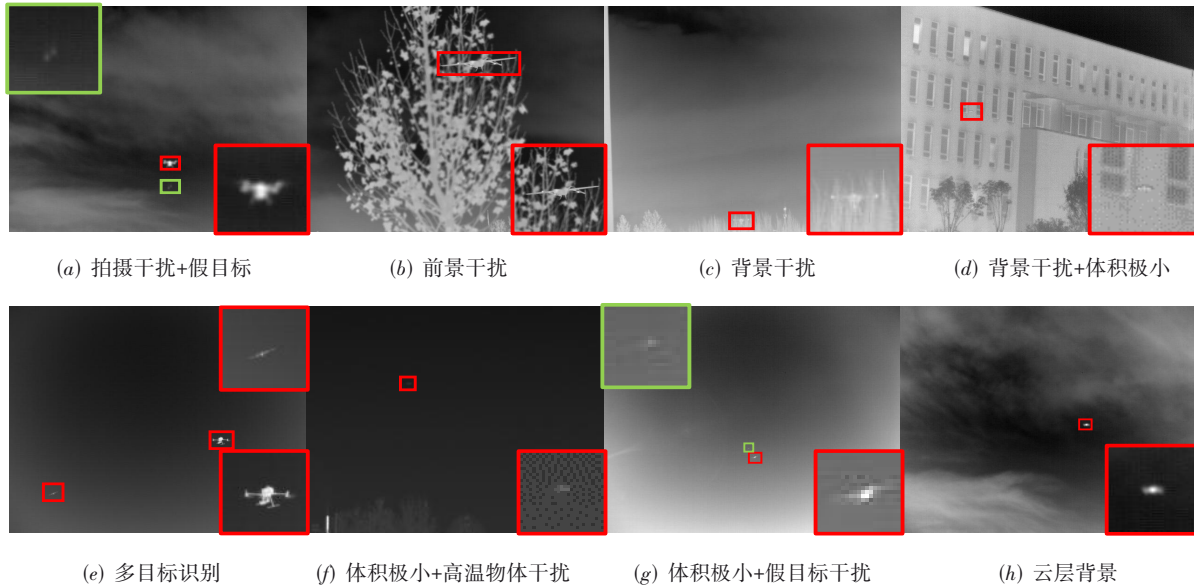 (a) 拍摄干扰+假目标
(b) 前景干扰
(c) 背景干扰
(d) 背景干扰+体积极小
(e) 多目标识别
(f) 体积极小+高温物体干扰
(g) 体积极小+假目标干扰
(h) 云层背景